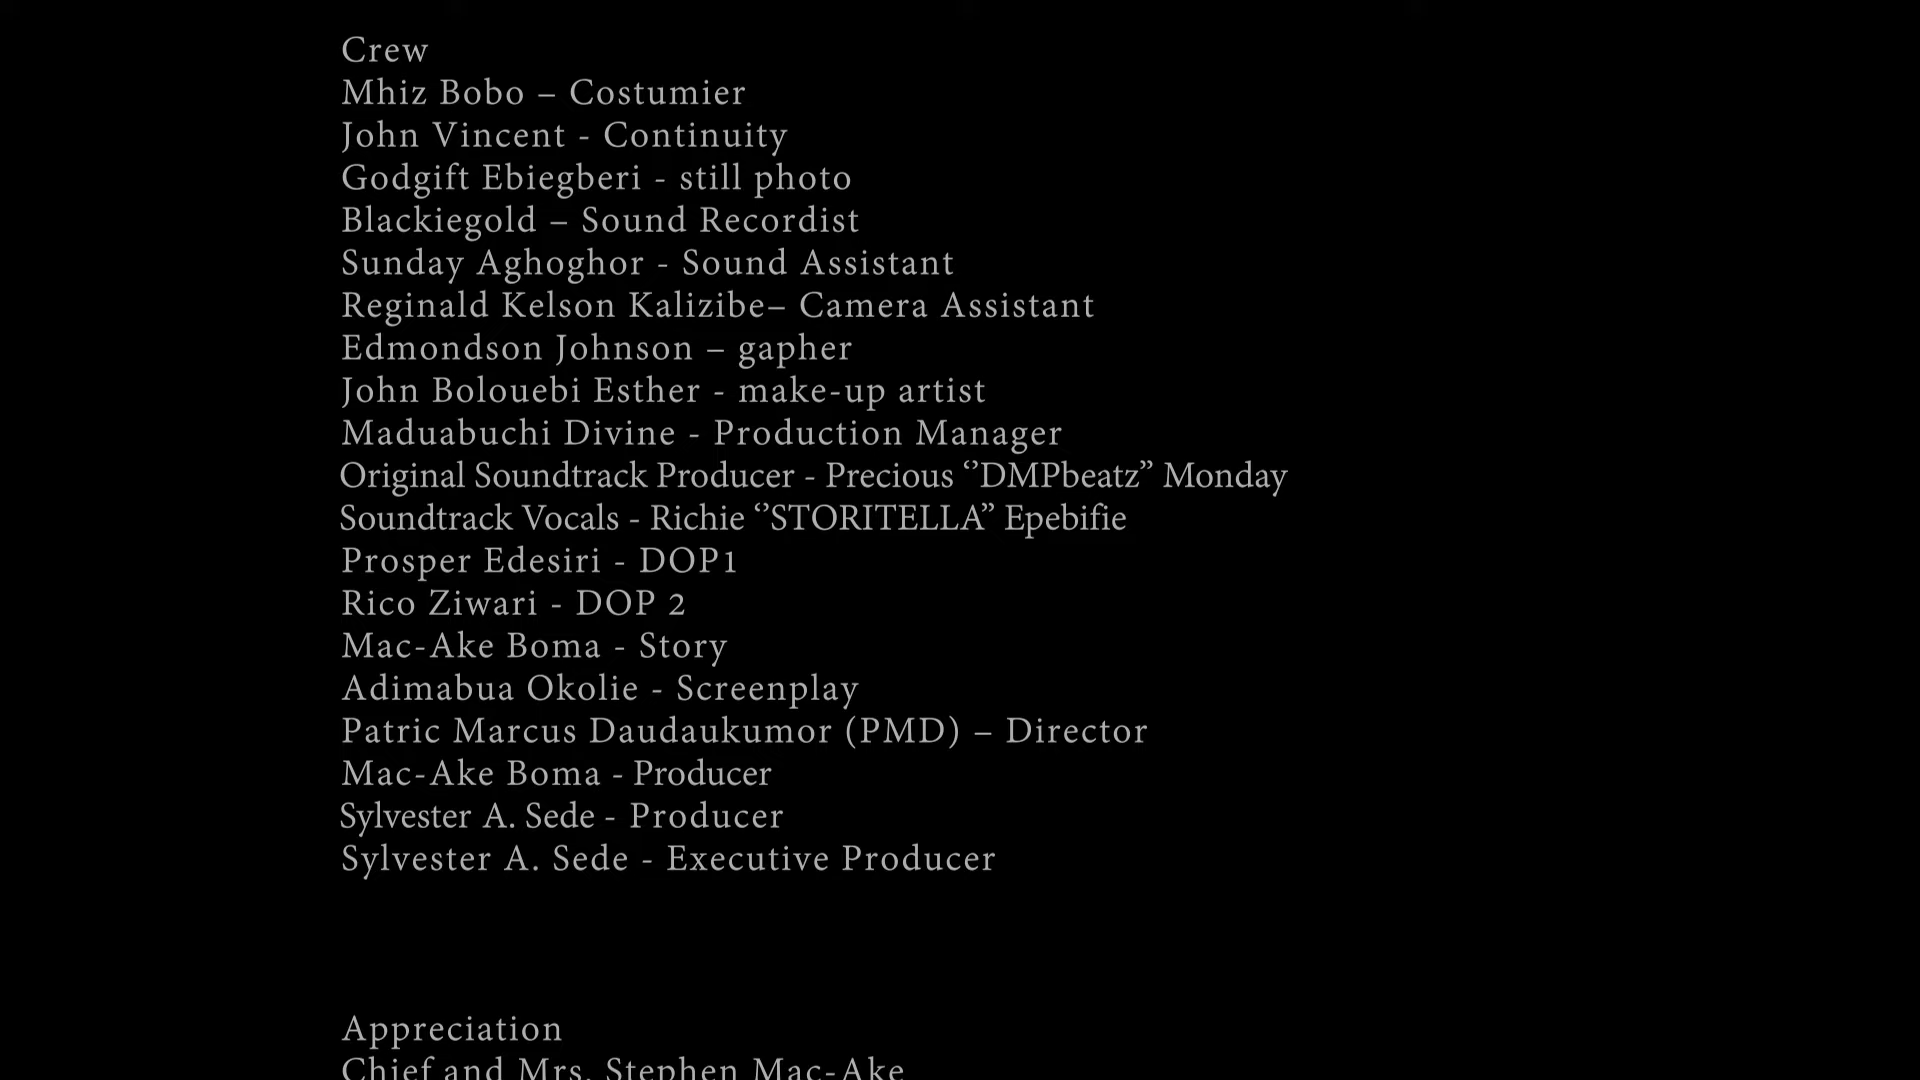 Crew
Mhiz Bobo – Costumier
John Vincent - Continuity
Godgift Ebiegberi - still photo
Blackiegold – Sound Recordist
Sunday Aghoghor - Sound Assistant
Reginald Kelson Kalizibe– Camera Assistant
Edmondson Johnson – gapher
John Bolouebi Esther - make-up artist
Maduabuchi Divine - Production Manager
Original Soundtrack Producer - Precious ‘’DMPbeatz” Monday
Soundtrack Vocals - Richie ‘’STORITELLA” Epebifie
Prosper Edesiri - DOP1
Rico Ziwari - DOP 2
Mac-Ake Boma - Story
Adimabua Okolie - Screenplay
Patric Marcus Daudaukumor (PMD) – Director
Mac-Ake Boma - Producer
Sylvester A. Sede - Producer
Sylvester A. Sede - Executive Producer
Appreciation
Chief and Mrs. Stephen Mac-Ake